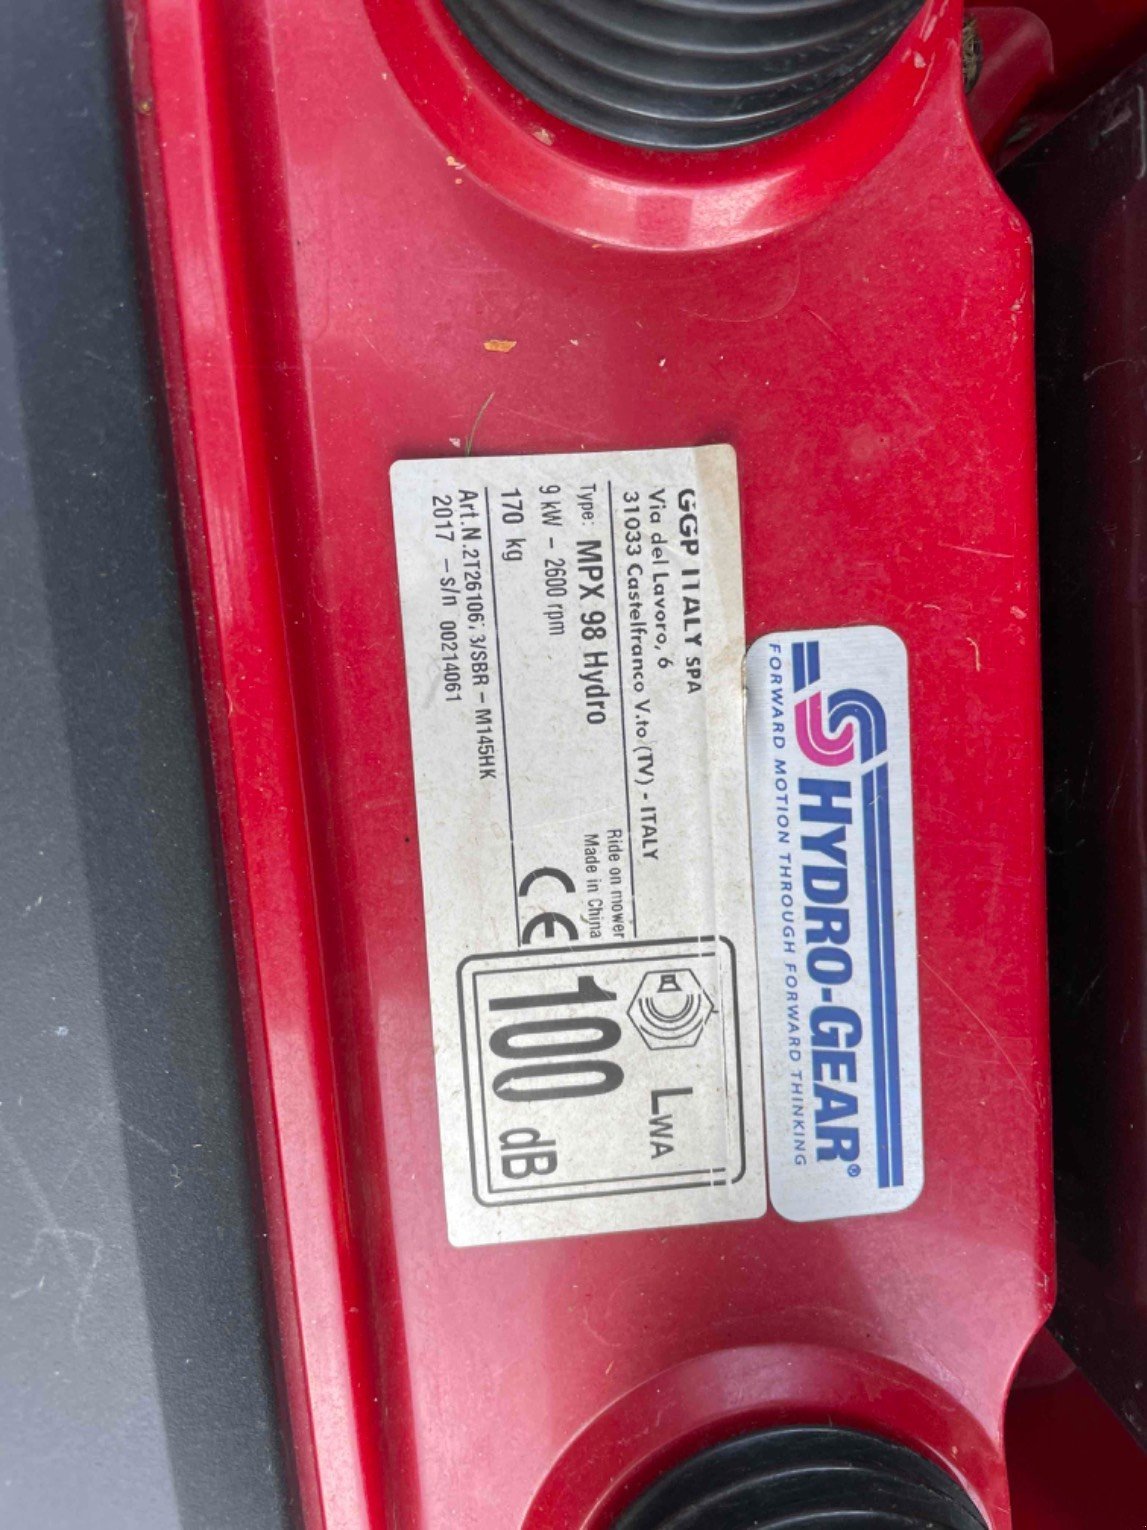 GGP ITALY SPA
Via del Lavoro, 6
31033 Castelfranco V.to (TV) - ITALY
Type: MPX 98 Hydro
Ride on mower
Made in China
9 kW – 2600 rpm
170 kg
CE
Art.N.2T26106; 3/SBR – M145HK
2017 – s/n 00214061
LWA
100 dB
HYDRO-GEAR®
FORWARD MOTION THROUGH FORWARD THINKING